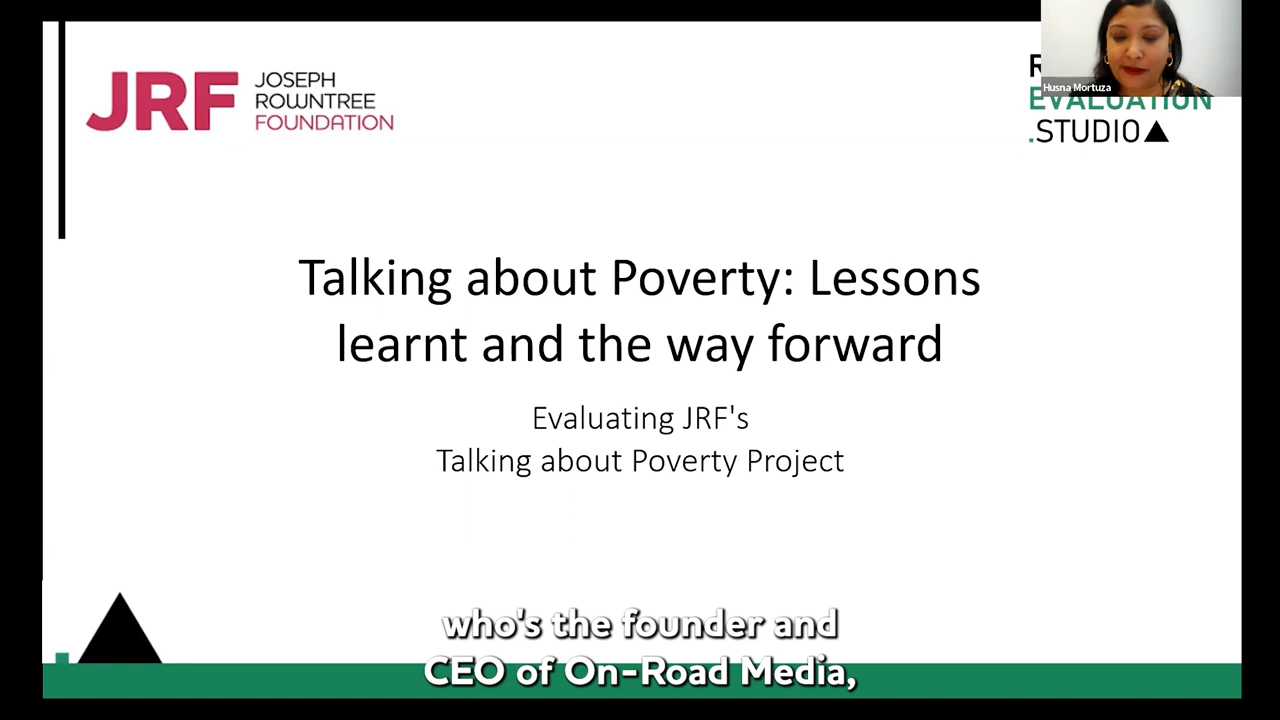 JRF
JOSEPH
ROWNTREE
FOUNDATION
Husna Mortuza
EVALUATION
.STUDIO
Talking about Poverty: Lessons
learnt and the way forward
Evaluating JRF's
Talking about Poverty Project
who's the founder and
CEO of On-Road Media,